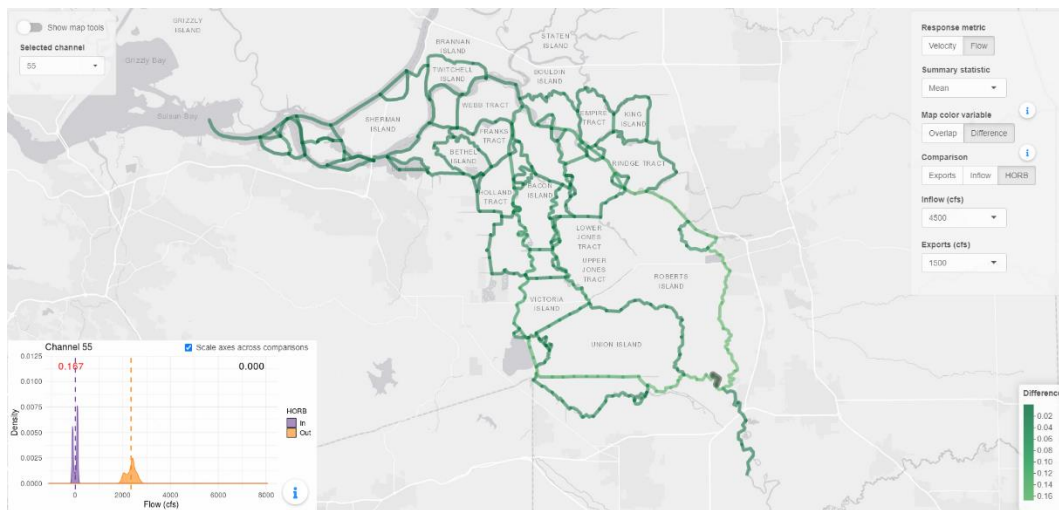 Show map tools
Selected channel
55
GRIZZLY
ISLAND
Grizzly Bay
Suisun Bay
BRANNAN
ISLAND
STATEN
ISLAND
TWITCHELL
ISLAND
BOULDIN
ISLAND
WEBB TRACT
SHERMAN
ISLAND
EMPIRE
TRACT
KING
ISLAND
FRANKS
TRACT
BETHEL
ISLAND
RINDGE TRACT
HOLLAND
TRACT
BACON
ISLAND
LOWER
JONES
TRACT
UPPER
JONES
TRACT
ROBERTS
ISLAND
VICTORIA
ISLAND
UNION ISLAND
Response metric
Velocity Flow
Summary statistic
Mean
Map color variable
i
Overlap Difference
Comparison
i
Exports Inflow HORB
Inflow (cfs)
4500
Exports (cfs)
1500
Channel 55
Scale axes across comparisons
0.167
0.000
0.0125
0.0100
0.0075
0.0050
0.0025
0.0000
Density
0 2000 4000 6000 8000
Flow (cfs)
HORB
In
Out
i
Difference
0.02
0.04
0.06
0.08
0.10
0.12
0.14
0.16